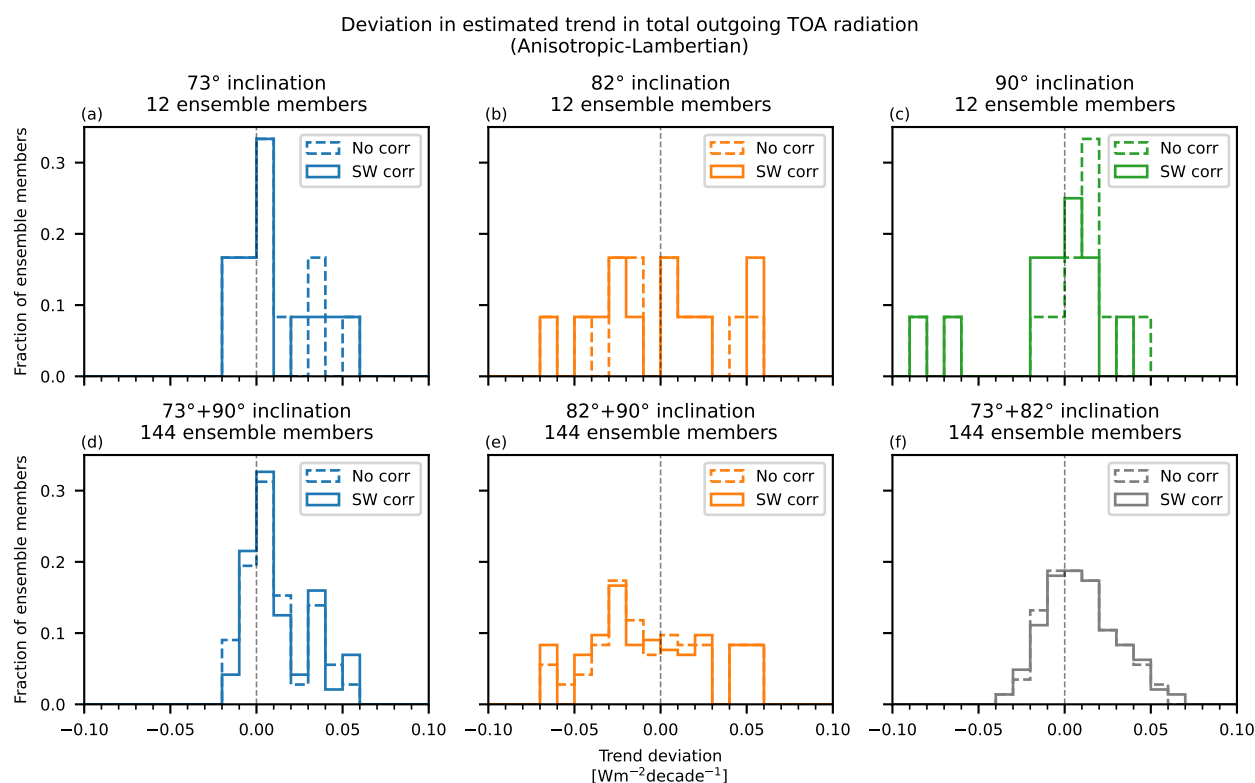 Deviation in estimated trend in total outgoing TOA radiation
(Anisotropic-Lambertian)
73° inclination
12 ensemble members
(a)
No corr
SW corr
Fraction of ensemble members
0.3
0.2
0.1
0.0
82° inclination
12 ensemble members
(b)
No corr
SW corr
90° inclination
12 ensemble members
(c)
No corr
SW corr
73°+90° inclination
144 ensemble members
(d)
No corr
SW corr
Fraction of ensemble members
0.3
0.2
0.1
0.0
−0.10 −0.05 0.00 0.05 0.10
82°+90° inclination
144 ensemble members
(e)
No corr
SW corr
−0.10 −0.05 0.00 0.05 0.10
73°+82° inclination
144 ensemble members
(f)
No corr
SW corr
−0.10 −0.05 0.00 0.05 0.10
Trend deviation
[Wm⁻²decade⁻¹]